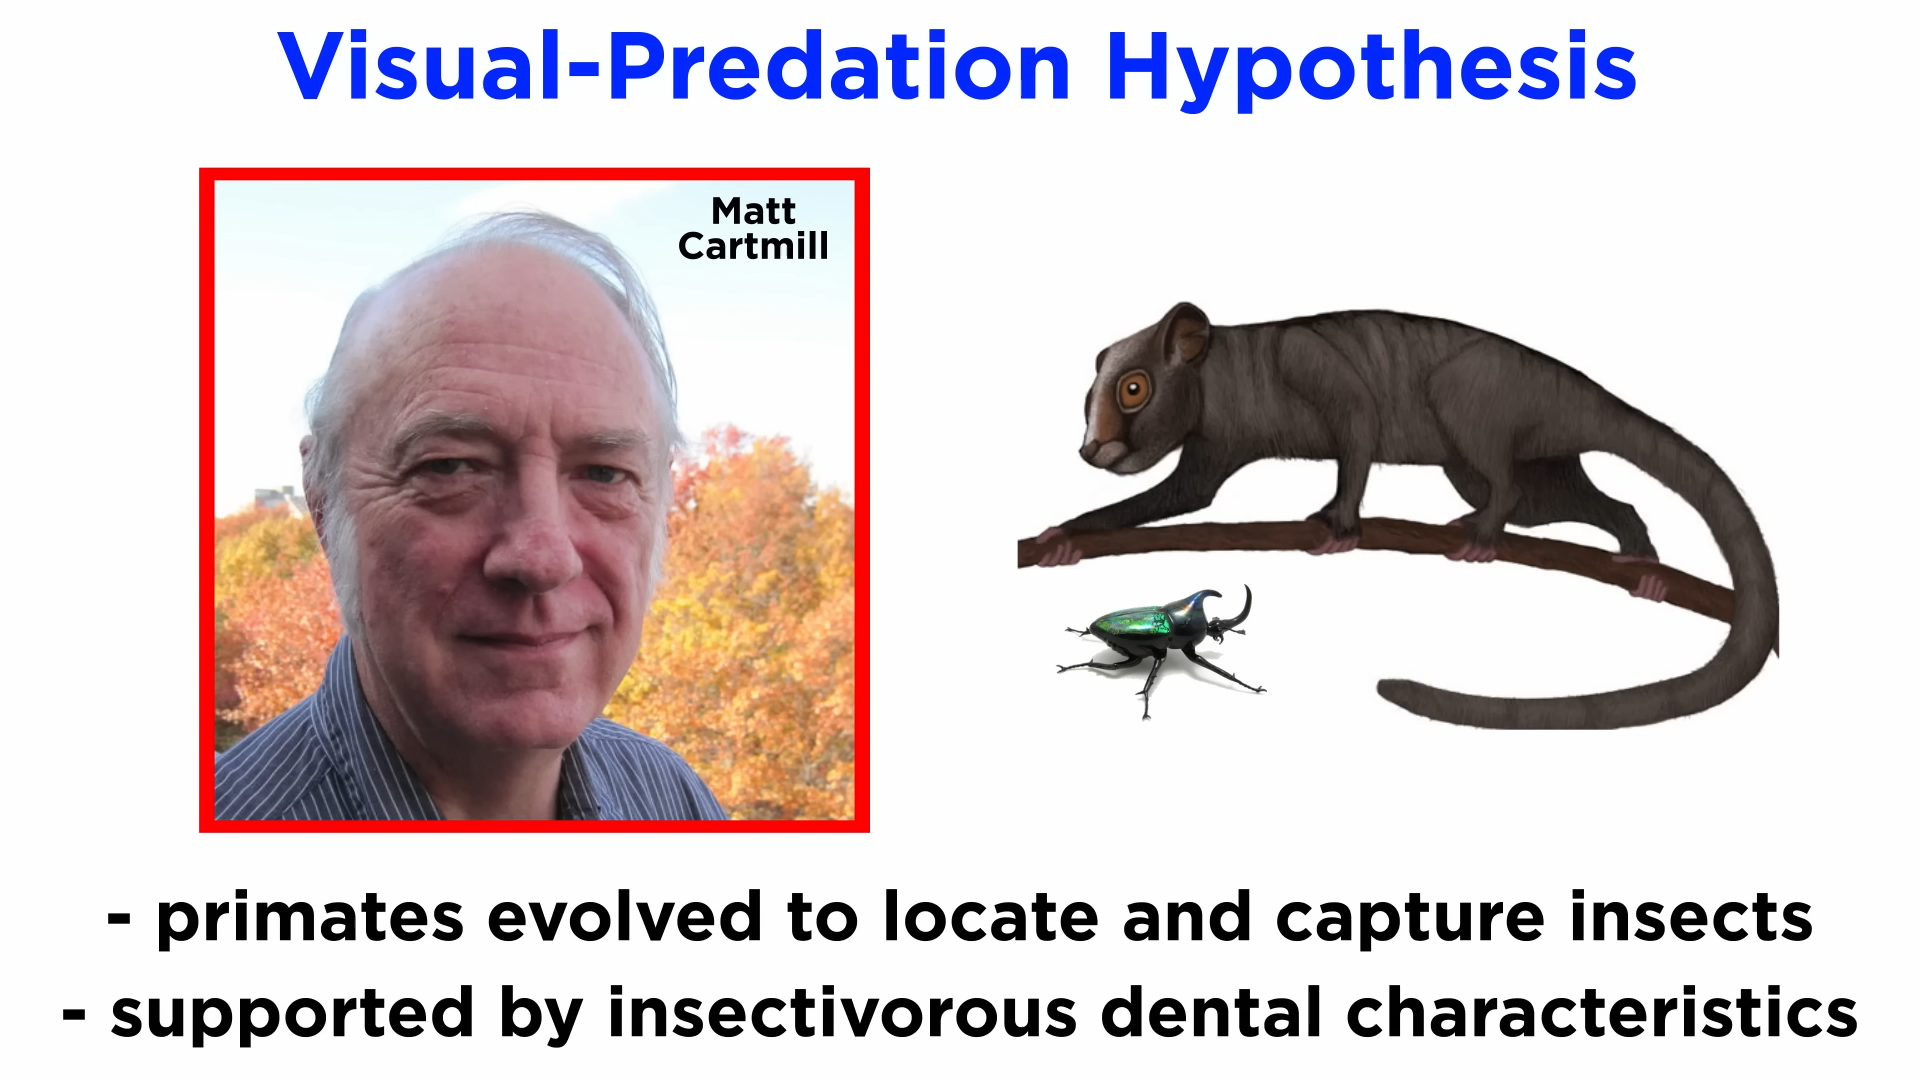 Visual-Predation Hypothesis
Matt
Cartmill
- primates evolved to locate and capture insects
- supported by insectivorous dental characteristics